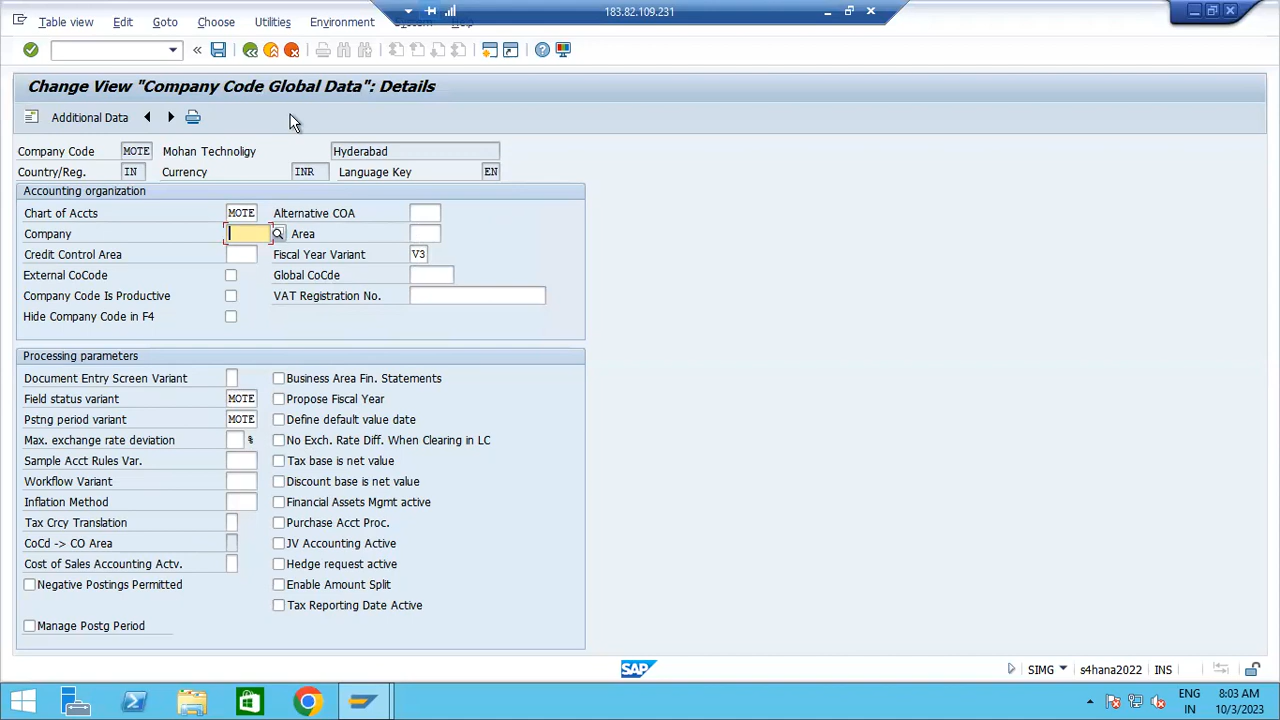 183.82.109.231
Table view Edit Goto Choose Utilities Environment System Help
Change View "Company Code Global Data": Details
Additional Data
Company Code MOTE Mohan Technoligy Hyderabad
Country/Reg. IN Currency INR Language Key EN
Accounting organization
Chart of Accts MOTE Alternative COA
Company Area
Credit Control Area Fiscal Year Variant V3
External CoCode Global CoCde
Company Code Is Productive VAT Registration No.
Hide Company Code in F4
Processing parameters
Document Entry Screen Variant Business Area Fin. Statements
Field status variant MOTE Propose Fiscal Year
Pstng period variant MOTE Define default value date
Max. exchange rate deviation % No Exch. Rate Diff. When Clearing in LC
Sample Acct Rules Var. Tax base is net value
Workflow Variant Discount base is net value
Inflation Method Financial Assets Mgmt active
Tax Crcy Translation Purchase Acct Proc.
CoCd -> CO Area JV Accounting Active
Cost of Sales Accounting Actv. Hedge request active
Negative Postings Permitted Enable Amount Split
Tax Reporting Date Active
Manage Postg Period
SAP SIMG s4hana2022 INS
ENG 8:03 AM
IN 10/3/2023